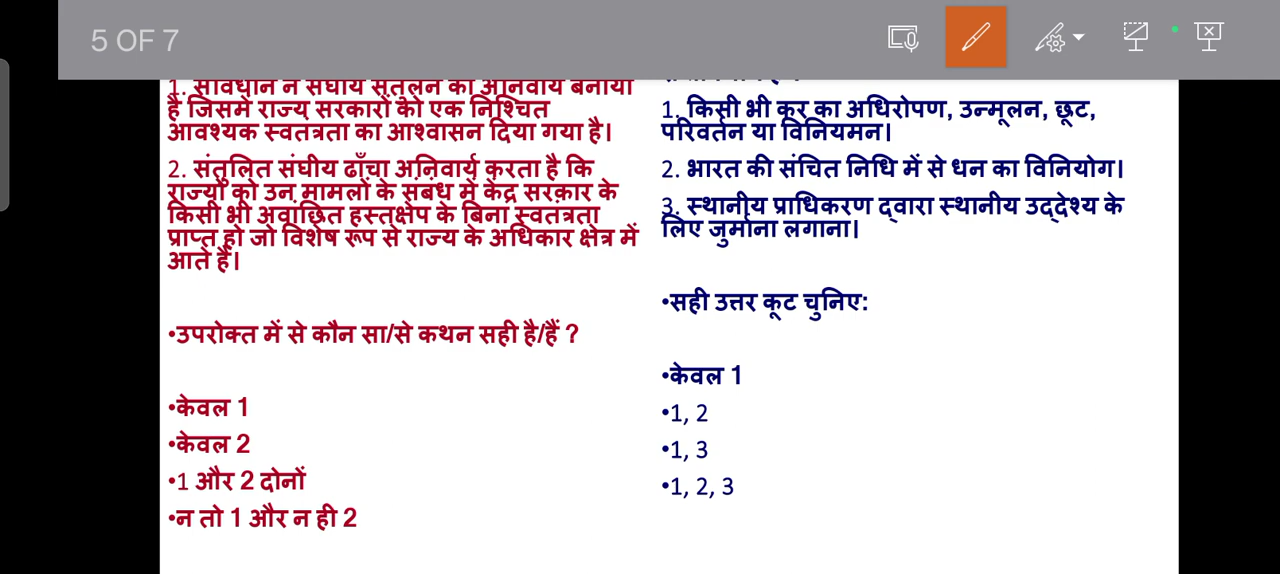 5 OF 7
1. संविधान ने संघीय संतुलन को अनिवार्य बनाया
है जिसमें राज्य सरकारों को एक निश्चित
आवश्यक स्वतंत्रता का आश्वासन दिया गया है।
2. संतुलित संघीय ढाँचा अनिवार्य करता है कि
राज्यों को उन मामलों के संबंध में केंद्र सरकार के
किसी भी अवांछित हस्तक्षेप के बिना स्वतंत्रता
प्राप्त हो जो विशेष रूप से राज्य के अधिकार क्षेत्र में
आते हैं।
•उपरोक्त में से कौन सा/से कथन सही है/हैं ?
•केवल 1
•केवल 2
•1 और 2 दोनों
•न तो 1 और न ही 2
1. किसी भी कर का अधिरोपण, उन्मूलन, छूट,
परिवर्तन या विनियमन।
2. भारत की संचित निधि में से धन का विनियोग।
3. स्थानीय प्राधिकरण द्वारा स्थानीय उद्देश्य के
लिए जुर्माना लगाना।
•सही उत्तर कूट चुनिए:
•केवल 1
•1, 2
•1, 3
•1, 2, 3